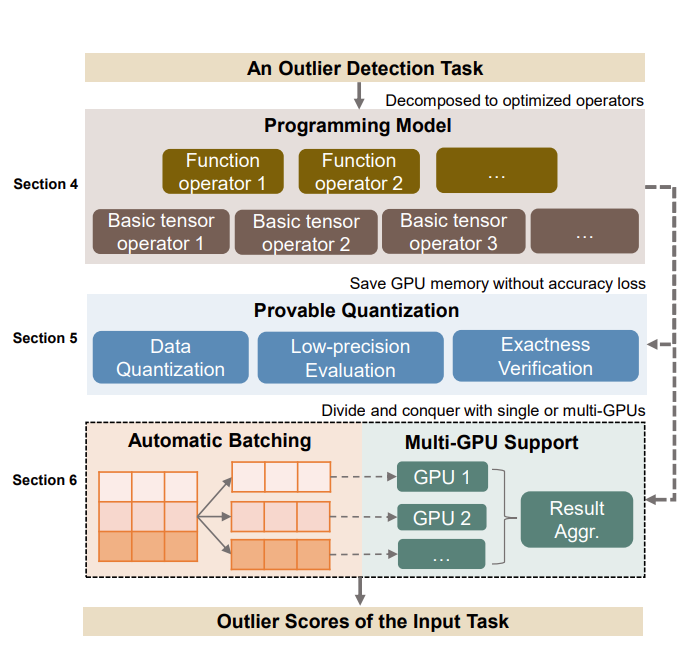 An Outlier Detection Task
Decomposed to optimized operators
Programming Model
Section 4
Function
operator 1
Function
operator 2
...
Basic tensor
operator 1
Basic tensor
operator 2
Basic tensor
operator 3
...
Save GPU memory without accuracy loss
Provable Quantization
Section 5
Data
Quantization
Low-precision
Evaluation
Exactness
Verification
Divide and conquer with single or multi-GPUs
Automatic Batching
Multi-GPU Support
Section 6
GPU 1
GPU 2
...
Result
Aggr.
Outlier Scores of the Input Task